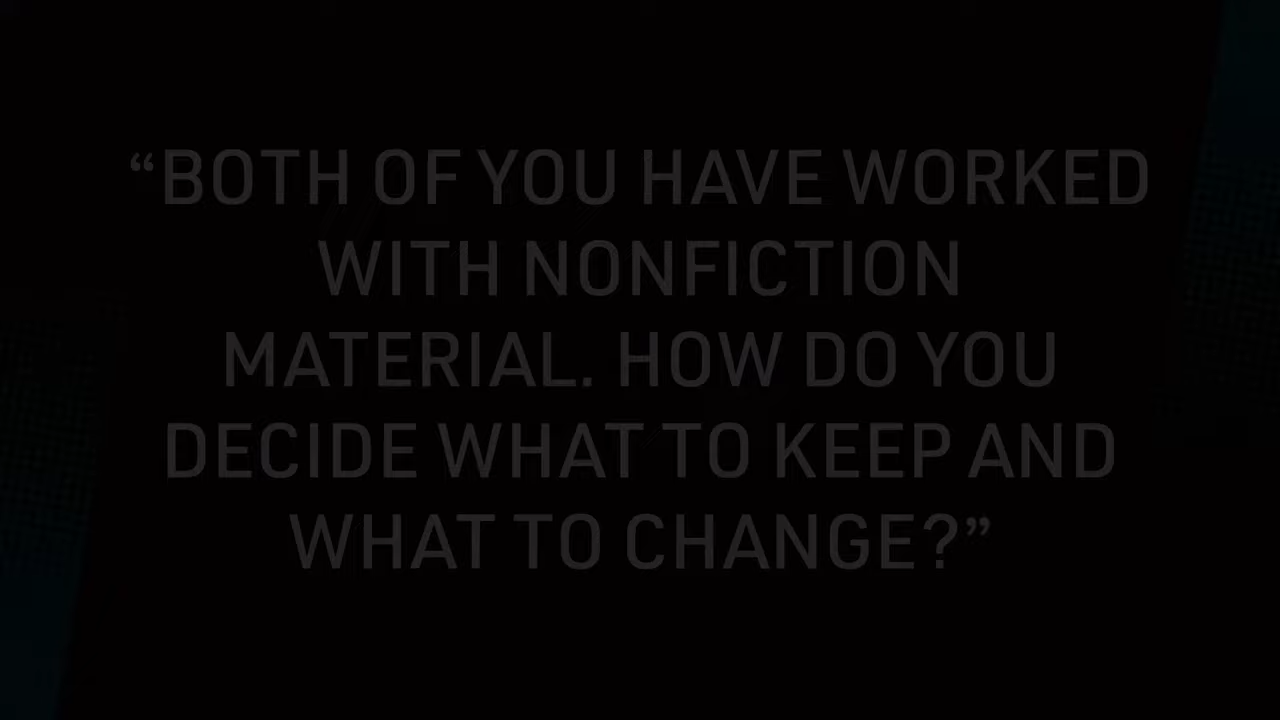 “BOTH OF YOU HAVE WORKED
WITH NONFICTION
MATERIAL. HOW DO YOU
DECIDE WHAT TO KEEP AND
WHAT TO CHANGE?”